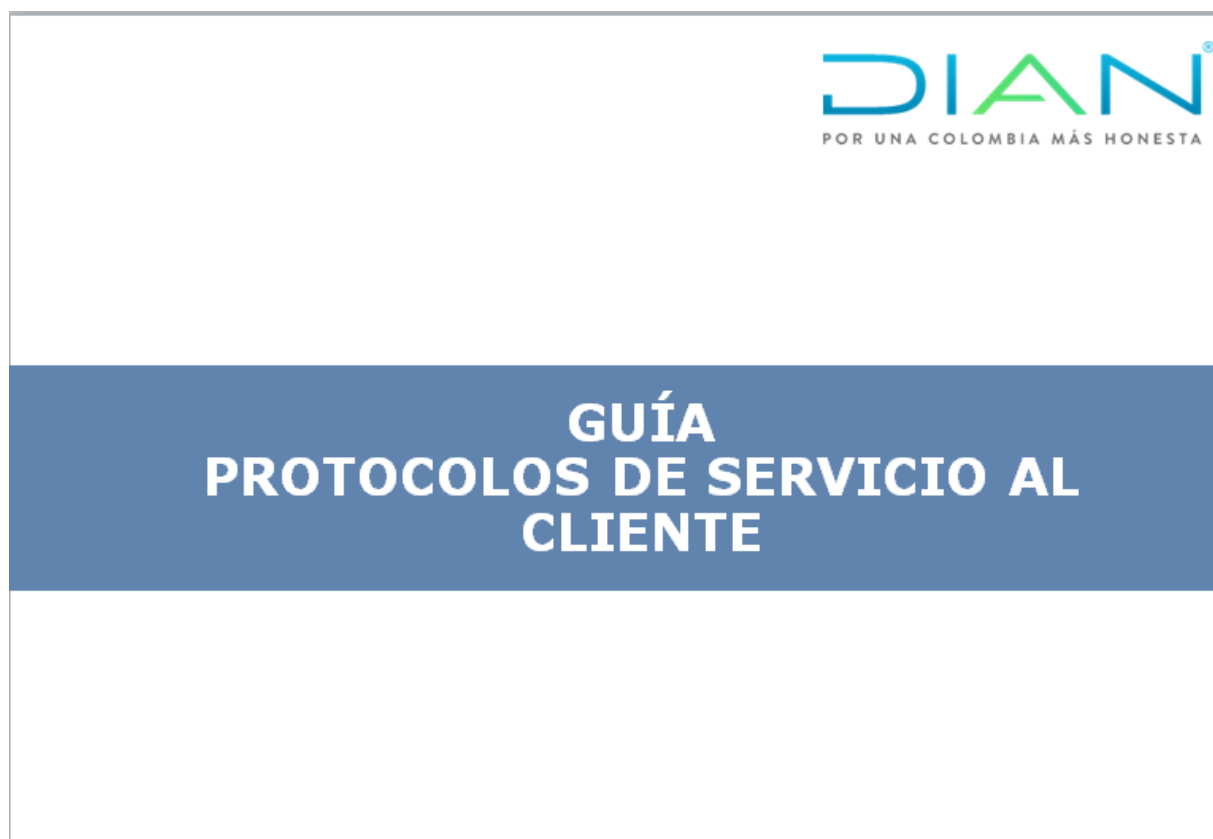 DIAN®
POR UNA COLOMBIA MÁS HONESTA
GUÍA
PROTOCOLOS DE SERVICIO AL
CLIENTE